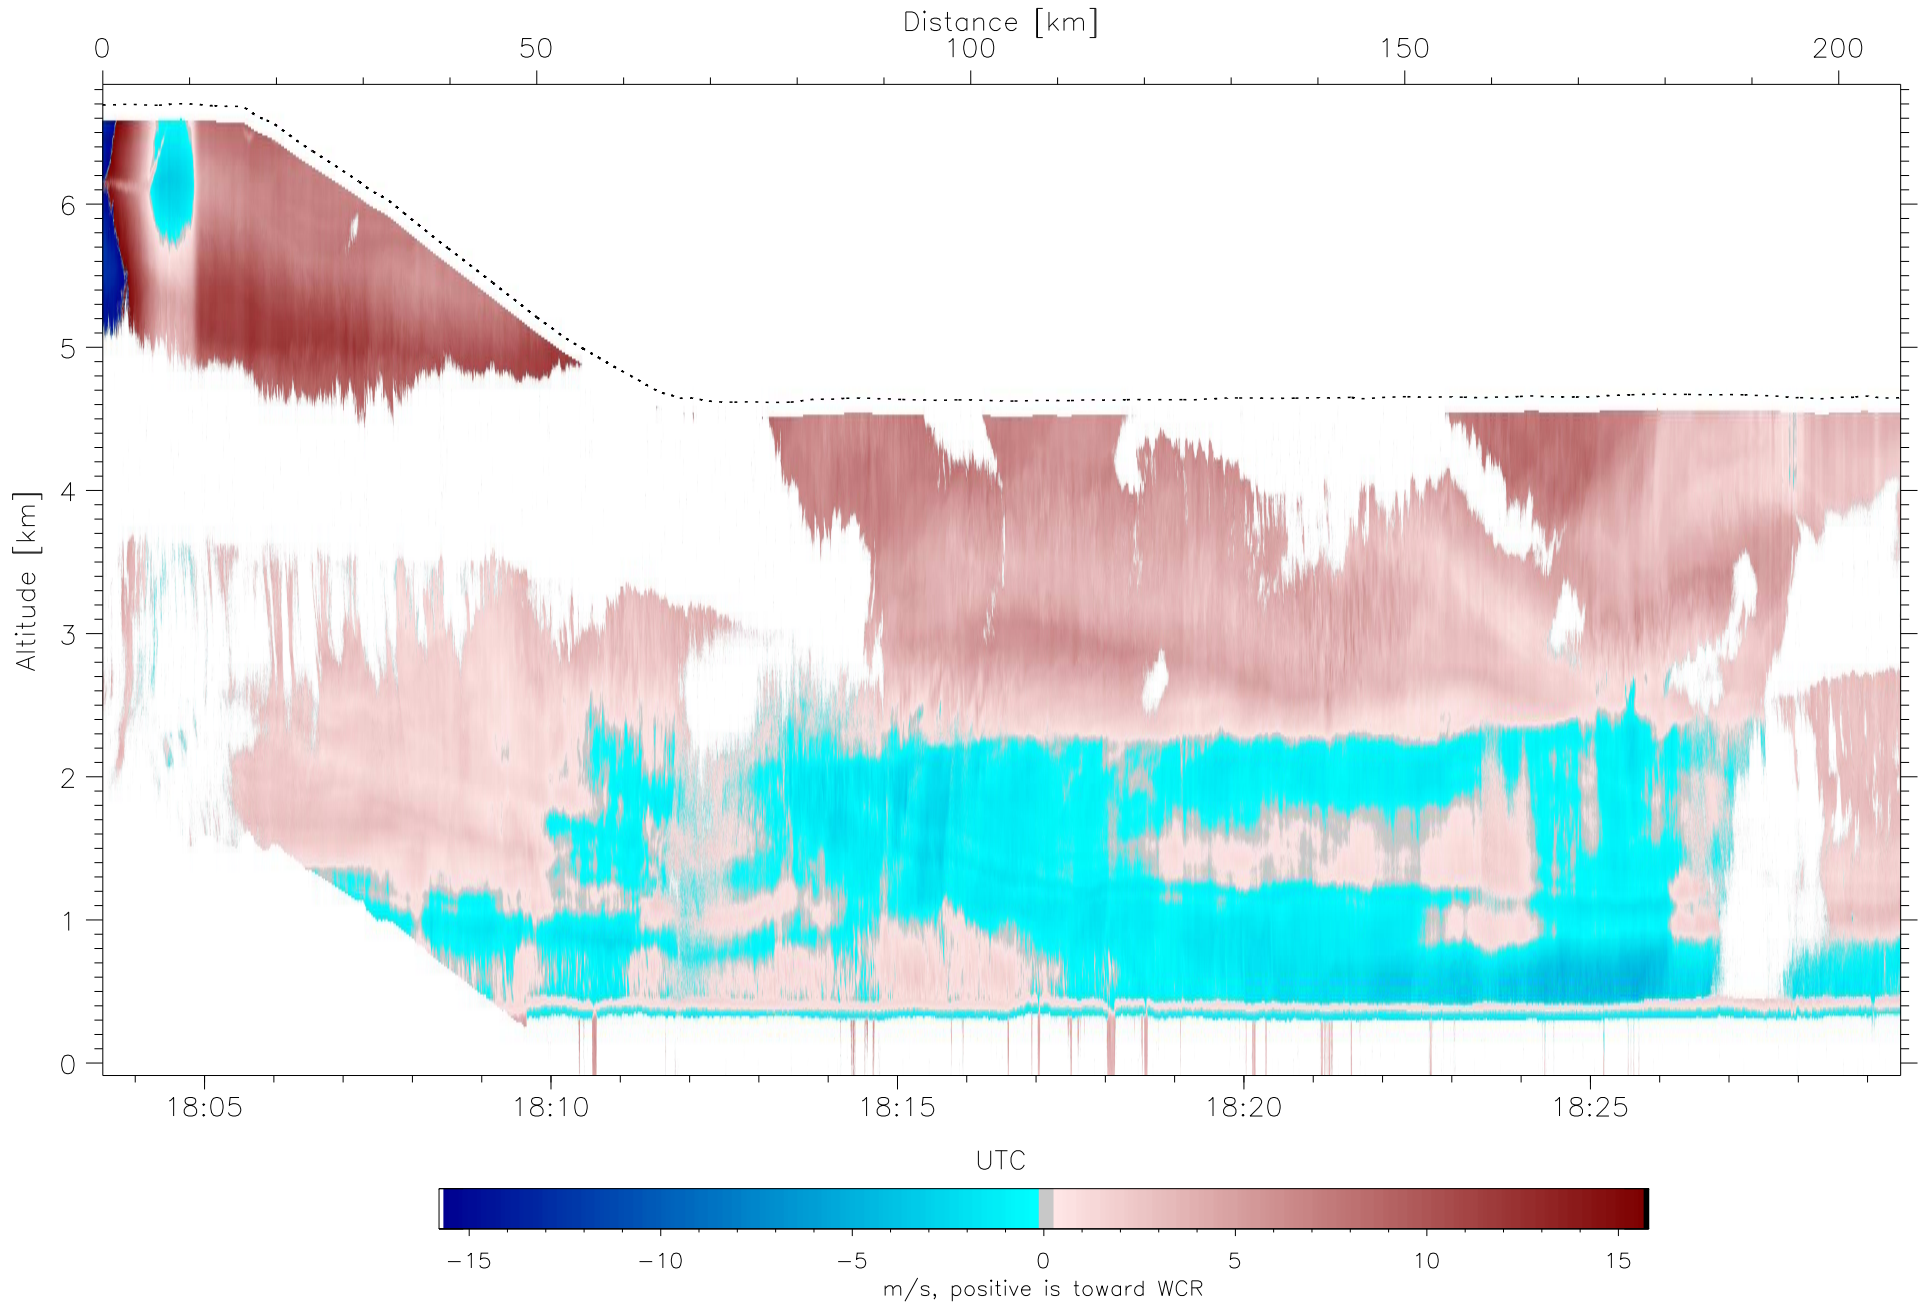 Distance [km]
0 50 100 150 200
Altitude [km]
6
5
4
3
2
1
0
18:05 18:10 18:15 18:20 18:25
UTC
−15 −10 −5 0 5 10 15
m/s, positive is toward WCR